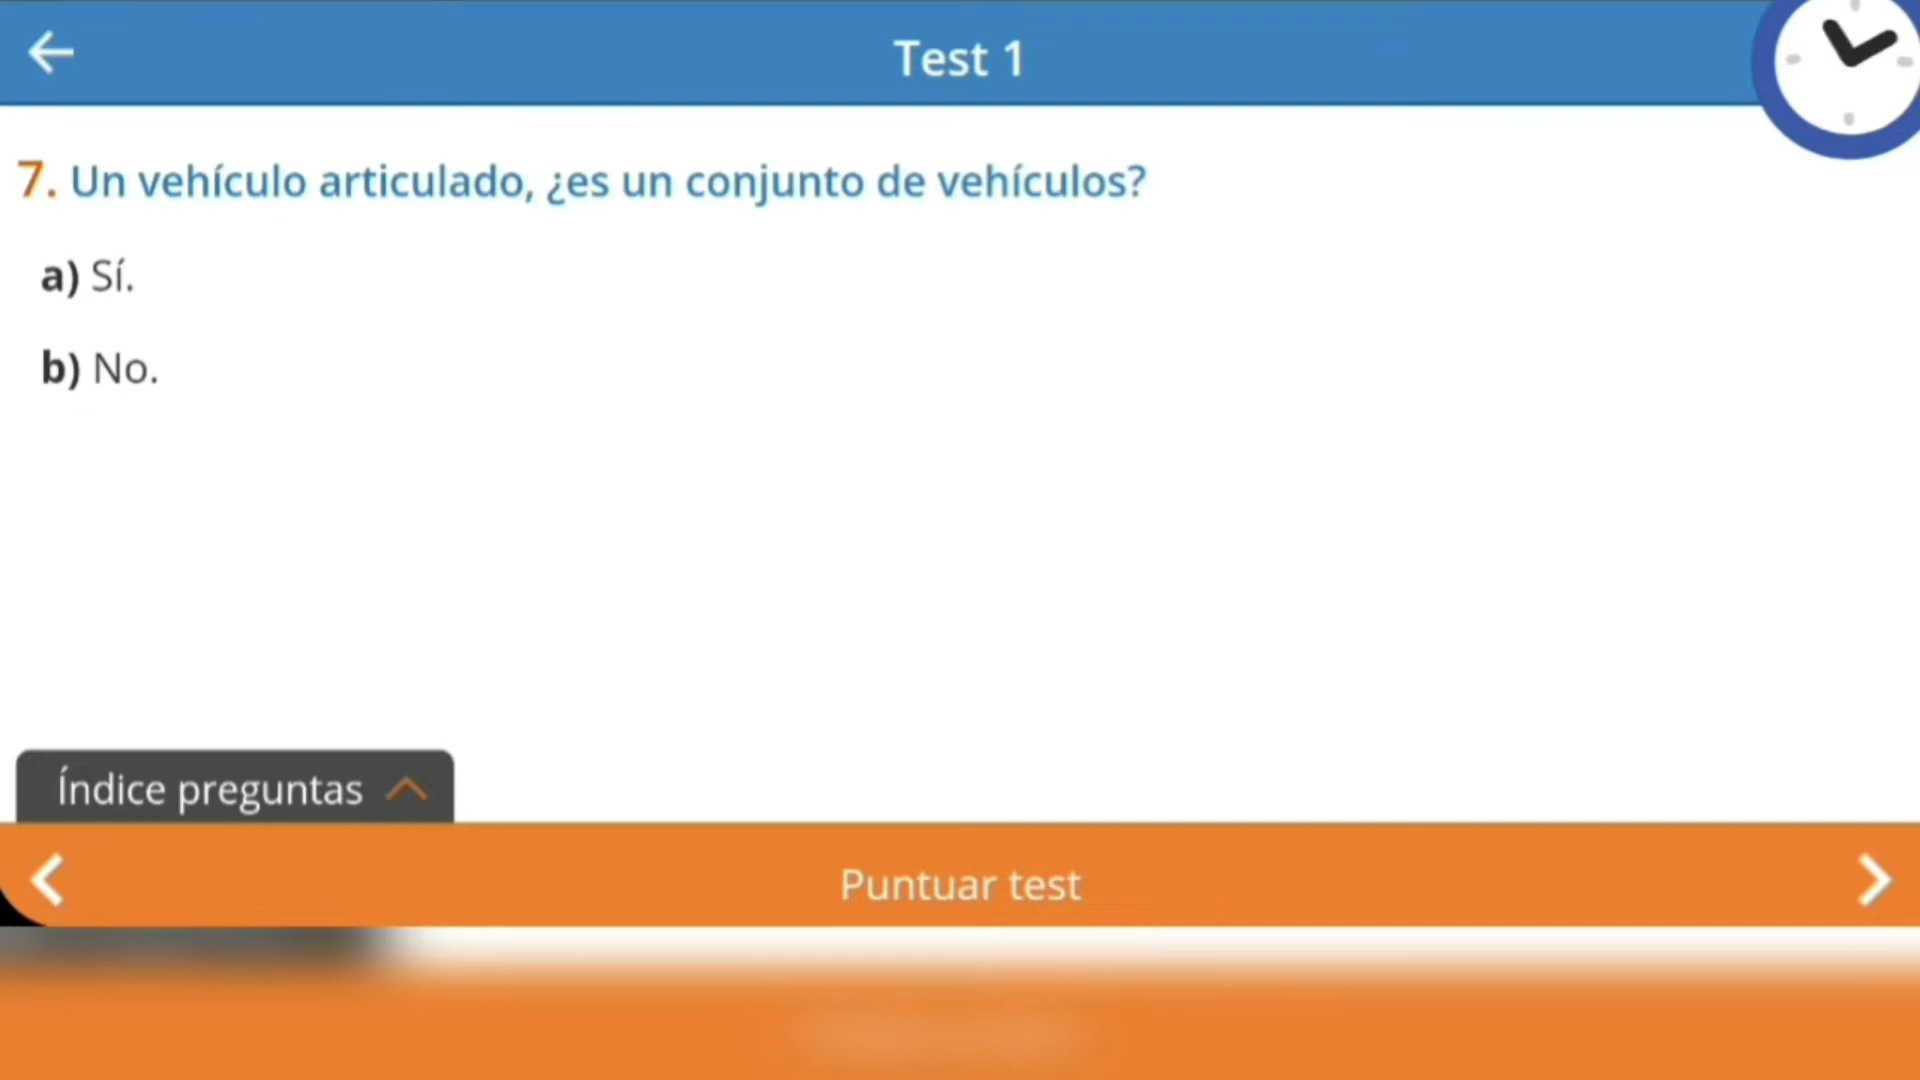 Test 1
7. Un vehículo articulado, ¿es un conjunto de vehículos?
a) Sí.
b) No.
Índice preguntas
Puntuar test